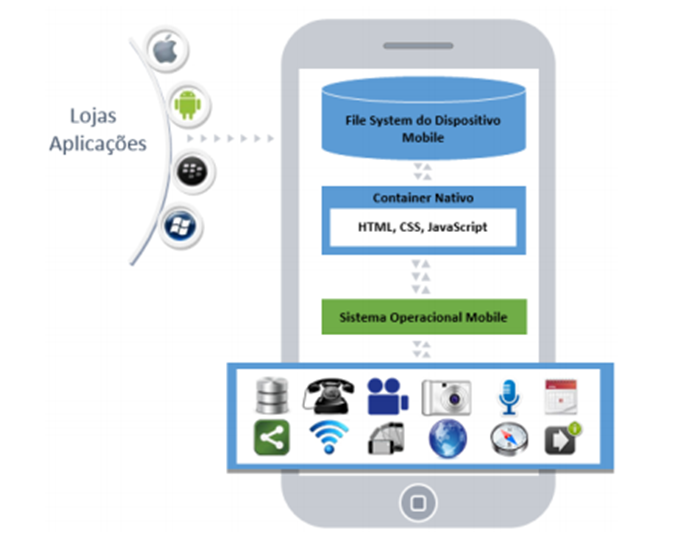 Lojas
Aplicações
File System do Dispositivo
Mobile
Container Nativo
HTML, CSS, JavaScript
Sistema Operacional Mobile